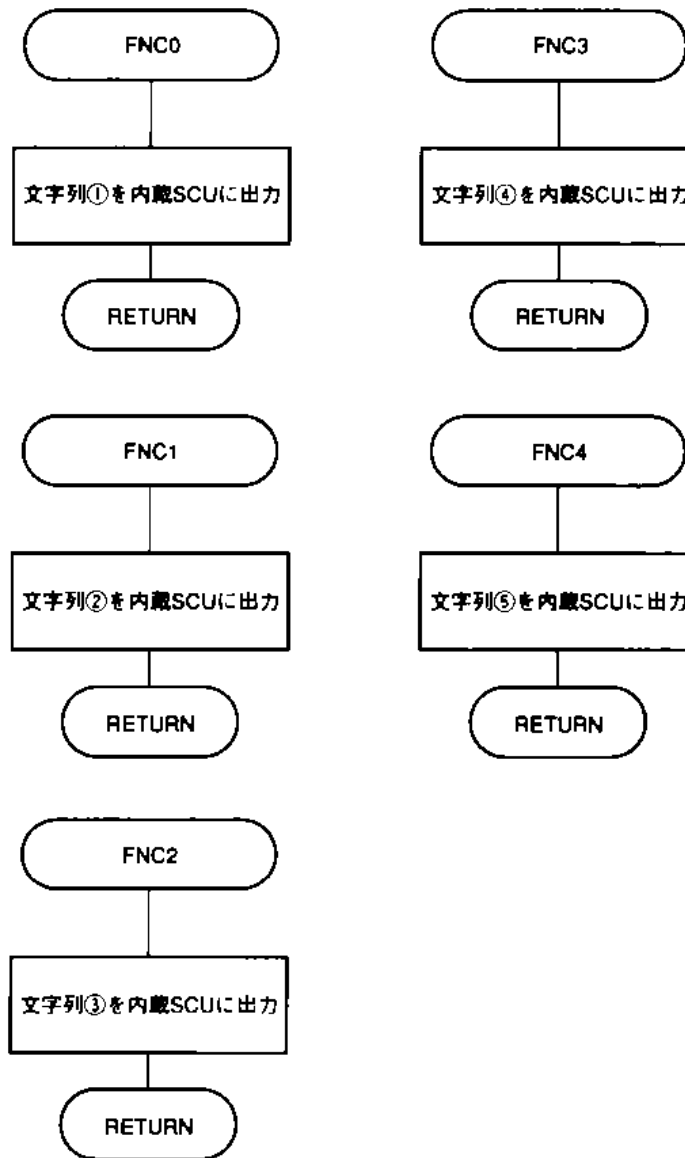 FNC0
文字列①を内蔵SCUに出力
RETURN
FNC1
文字列②を内蔵SCUに出力
RETURN
FNC2
文字列③を内蔵SCUに出力
RETURN
FNC3
文字列④を内蔵SCUに出力
RETURN
FNC4
文字列⑤を内蔵SCUに出力
RETURN